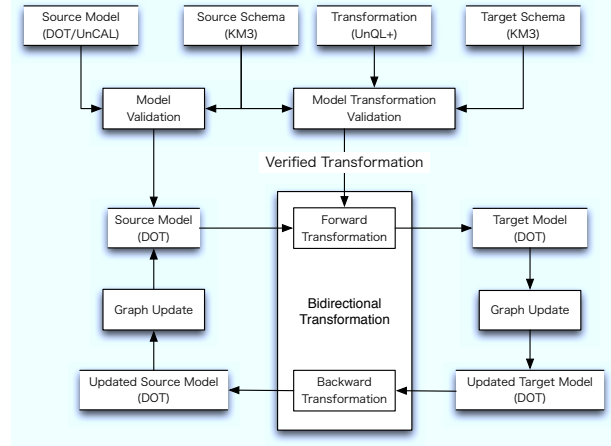 Source Model
(DOT/UnCAL)
Source Schema
(KM3)
Transformation
(UnQL+)
Target Schema
(KM3)
Model
Validation
Model Transformation
Validation
Verified Transformation
Source Model
(DOT)
Forward
Transformation
Target Model
(DOT)
Graph Update
Bidirectional
Transformation
Graph Update
Updated Source Model
(DOT)
Backward
Transformation
Updated Target Model
(DOT)